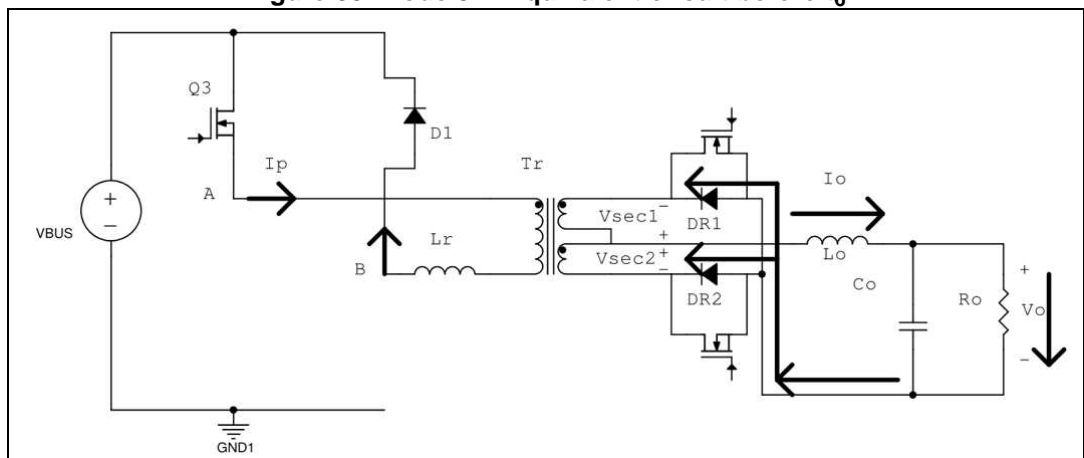 Q3
D1
Ip
Tr
A
Io
Vsec1
DR1
VBUS
Lr
Lo
B
Vsec2
DR2
Co
Ro
Vo
GND1